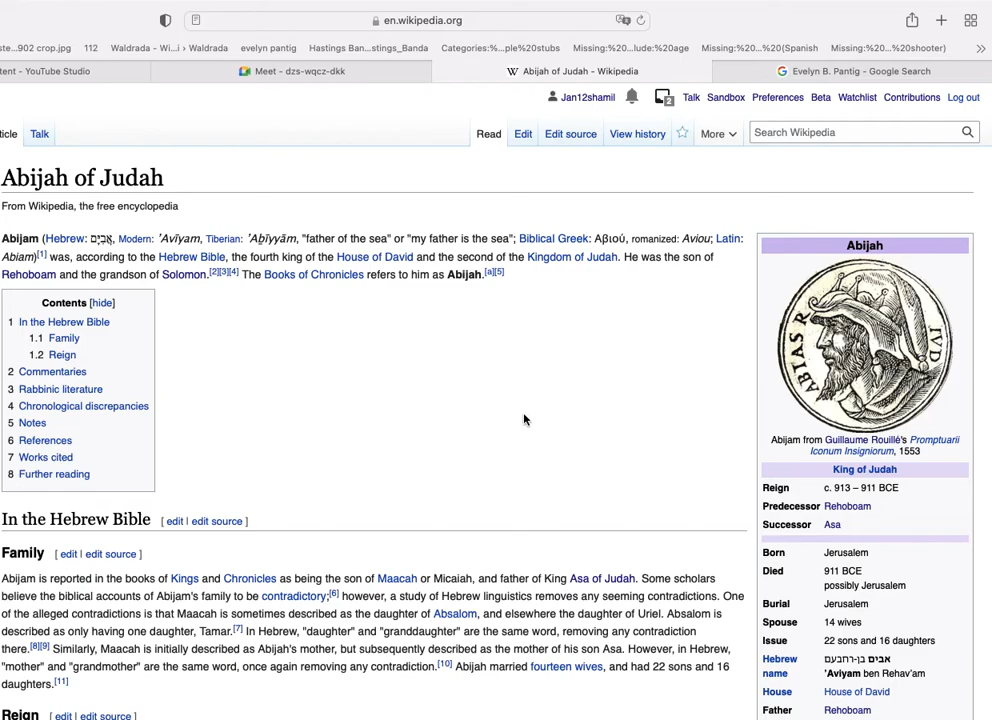 en.wikipedia.org
ste...902 crop.jpg 112 Waldrada - Wi...i › Waldrada evelyn pantig Hastings Ban...stings_Banda Categories:%...ple%20stubs Missing:%20...lude:%20age Missing:%20...%20(Spanish Missing:%20...%20shooter)
tent - YouTube Studio Meet - dzs-wqcz-dkk Abijah of Judah - Wikipedia Evelyn B. Pantig - Google Search
Jan12shamil 2 Talk Sandbox Preferences Beta Watchlist Contributions Log out
ticle Talk Read Edit Edit source View history More Search Wikipedia
Abijah of Judah
From Wikipedia, the free encyclopedia
Abijam (Hebrew: אֲבִיָּם, Modern: ʼAvīyam, Tiberian: ʼAḇīyyām, "father of the sea" or "my father is the sea"; Biblical Greek: Αβιού, romanized: Aviou; Latin:
Abiam)[1] was, according to the Hebrew Bible, the fourth king of the House of David and the second of the Kingdom of Judah. He was the son of
Rehoboam and the grandson of Solomon.[2][3][4] The Books of Chronicles refers to him as Abijah.[a][5]
Contents [hide]
1 In the Hebrew Bible
1.1 Family
1.2 Reign
2 Commentaries
3 Rabbinic literature
4 Chronological discrepancies
5 Notes
6 References
7 Works cited
8 Further reading
In the Hebrew Bible [ edit | edit source ]
Family [ edit | edit source ]
Abijam is reported in the books of Kings and Chronicles as being the son of Maacah or Micaiah, and father of King Asa of Judah. Some scholars
believe the biblical accounts of Abijam's family to be contradictory;[6] however, a study of Hebrew linguistics removes any seeming contradictions. One
of the alleged contradictions is that Maacah is sometimes described as the daughter of Absalom, and elsewhere the daughter of Uriel. Absalom is
described as only having one daughter, Tamar.[7] In Hebrew, "daughter" and "granddaughter" are the same word, removing any contradiction
there.[8][9] Similarly, Maacah is initially described as Abijah's mother, but subsequently described as the mother of his son Asa. However, in Hebrew,
"mother" and "grandmother" are the same word, once again removing any contradiction.[10] Abijah married fourteen wives, and had 22 sons and 16
daughters.[11]
Reign [ edit | edit source ]
Abijah
ABIAS R IVD
Abijam from Guillaume Rouillé's Promptuarii
Iconum Insigniorum, 1553
King of Judah
Reign c. 913 – 911 BCE
Predecessor Rehoboam
Successor Asa
Born Jerusalem
Died 911 BCE
possibly Jerusalem
Burial Jerusalem
Spouse 14 wives
Issue 22 sons and 16 daughters
Hebrew אבים בן-רחבעם
name ʼAviyam ben Rehav'am
House House of David
Father Rehoboam